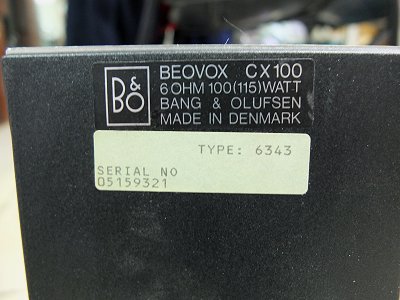 B&O
BEOVOX CX100
6 OHM 100(115)WATT
BANG & OLUFSEN
MADE IN DENMARK
TYPE: 6343
SERIAL NO
05159321